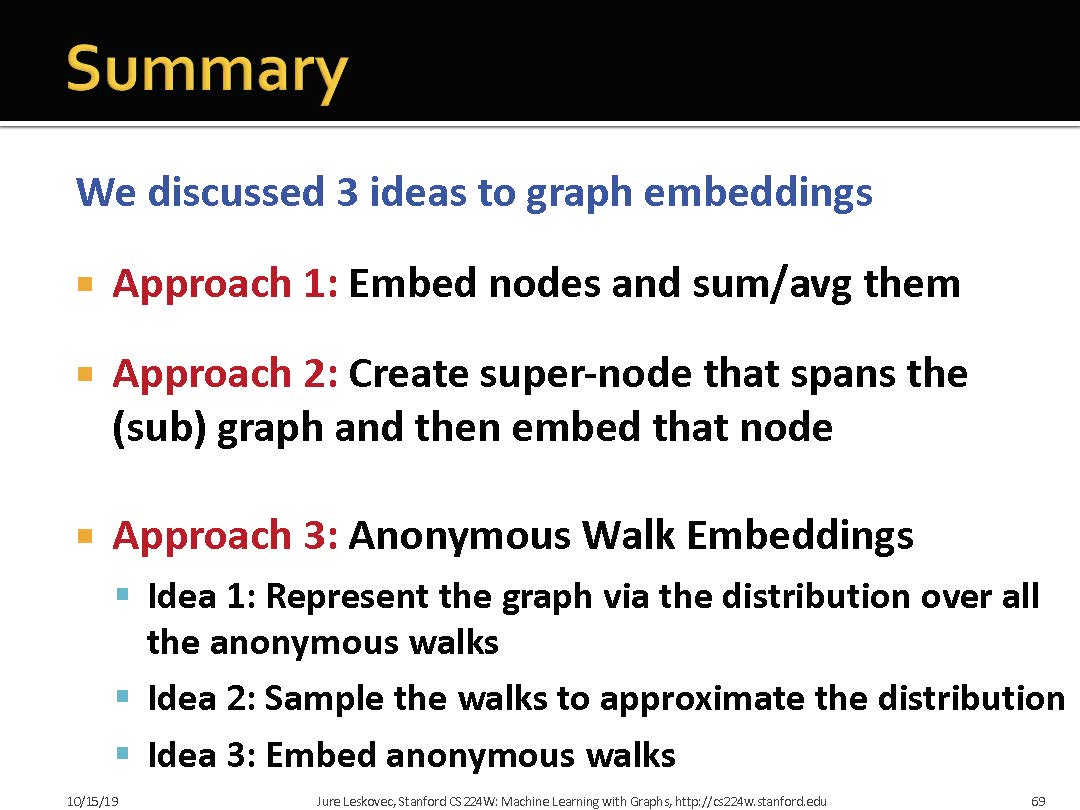 Summary
We discussed 3 ideas to graph embeddings
Approach 1: Embed nodes and sum/avg them
Approach 2: Create super-node that spans the
(sub) graph and then embed that node
Approach 3: Anonymous Walk Embeddings
Idea 1: Represent the graph via the distribution over all
the anonymous walks
Idea 2: Sample the walks to approximate the distribution
Idea 3: Embed anonymous walks
10/15/19 Jure Leskovec, Stanford CS224W: Machine Learning with Graphs, http://cs224w.stanford.edu 69